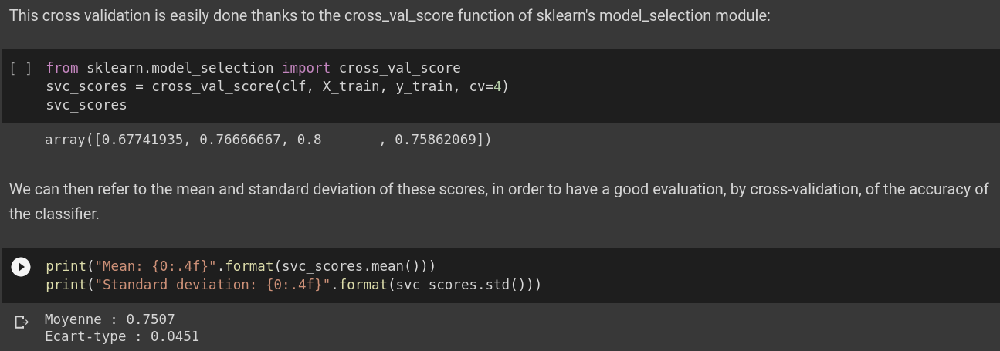 This cross validation is easily done thanks to the cross_val_score function of sklearn's model_selection module:
[ ] from sklearn.model_selection import cross_val_score
svc_scores = cross_val_score(clf, X_train, y_train, cv=4)
svc_scores
array([0.67741935, 0.76666667, 0.8       , 0.75862069])
We can then refer to the mean and standard deviation of these scores, in order to have a good evaluation, by cross-validation, of the accuracy of
the classifier.
print("Mean: {0:.4f}".format(svc_scores.mean()))
print("Standard deviation: {0:.4f}".format(svc_scores.std()))
Moyenne : 0.7507
Ecart-type : 0.0451